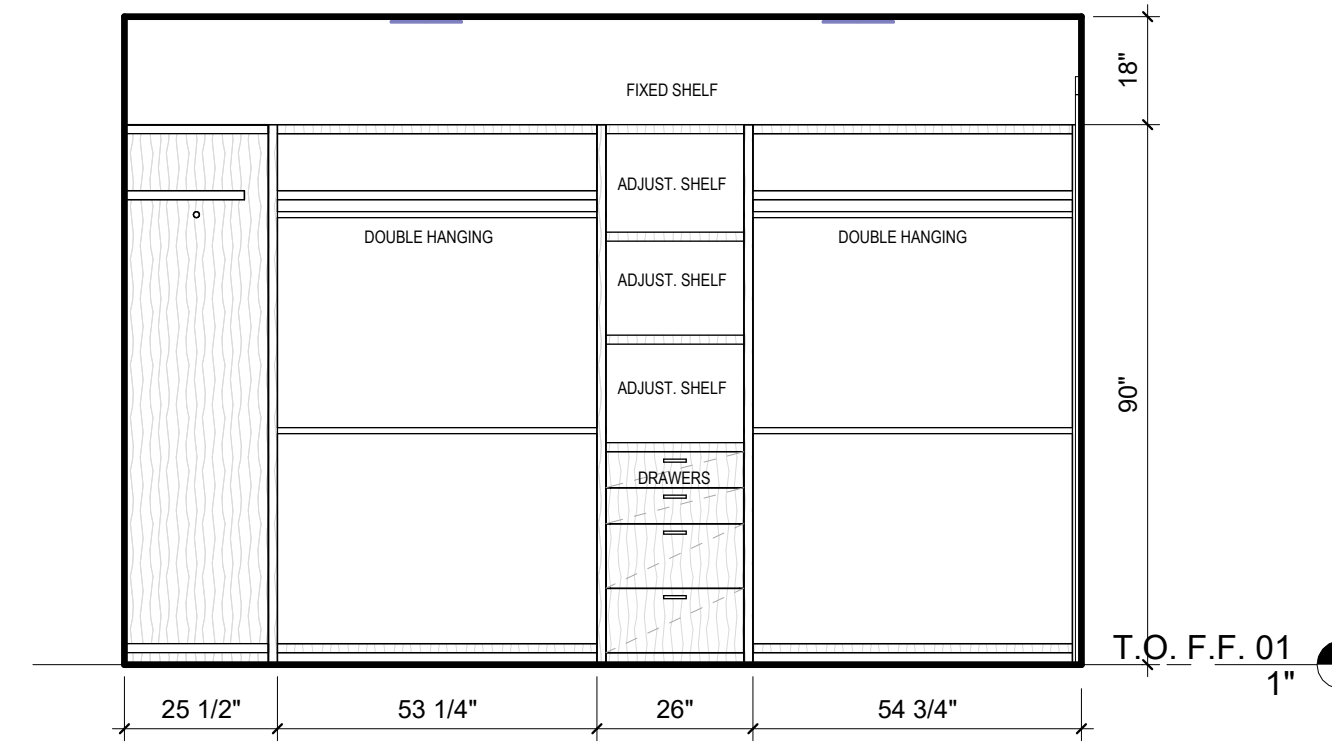 18"
FIXED SHELF
ADJUST. SHELF
DOUBLE HANGING
DOUBLE HANGING
ADJUST. SHELF
ADJUST. SHELF
90"
DRAWERS
T.O. F.F. 01
1"
25 1/2"
53 1/4"
26"
54 3/4"